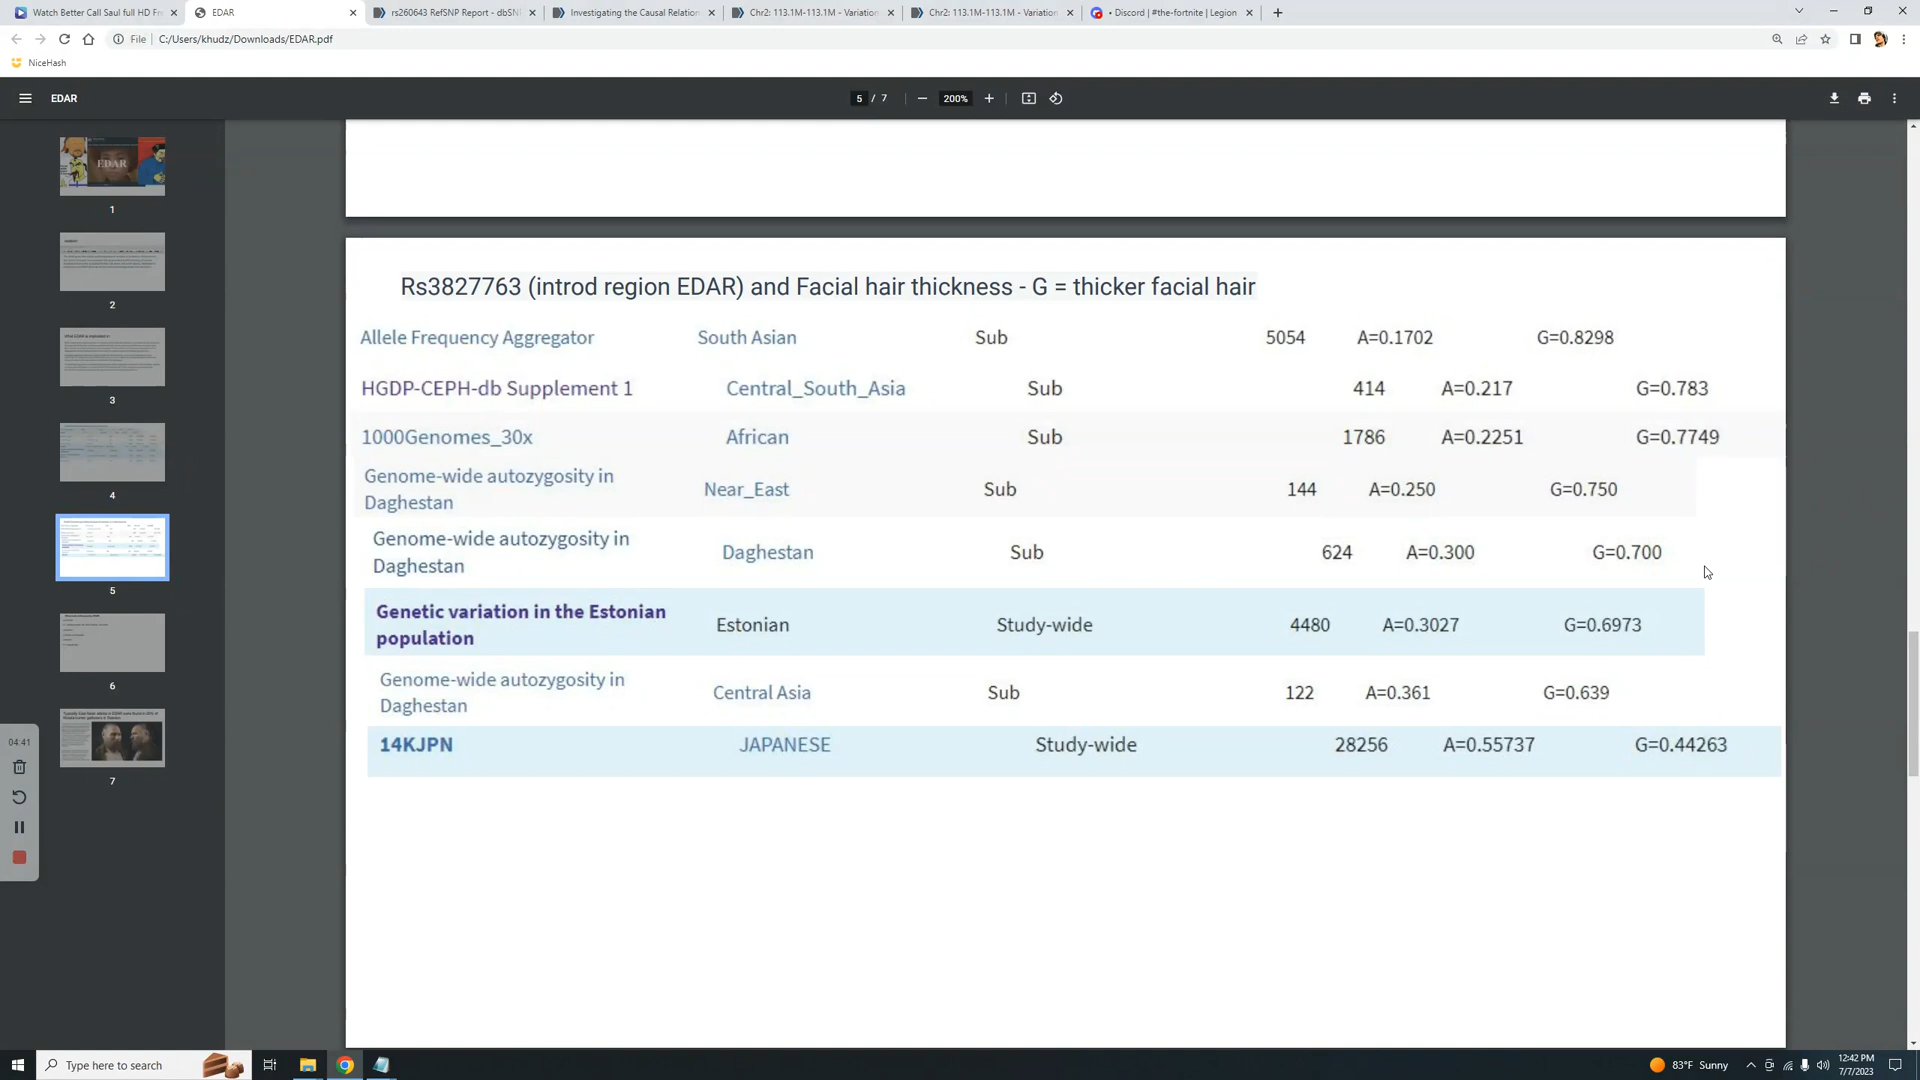 Watch Better Call Saul full HD Fr
EDAR
rs260643 RefSNP Report - dbSN
Investigating the Causal Relation
Chr2: 113.1M-113.1M - Variation
Chr2: 113.1M-113.1M - Variation
• Discord | #the-fortnite | Legion
File C:/Users/khudz/Downloads/EDAR.pdf
NiceHash
EDAR 5 / 7 200%
EDAR
1
2
3
4
5
6
7
04:41
Rs3827763 (introd region EDAR) and Facial hair thickness - G = thicker facial hair
Allele Frequency Aggregator South Asian Sub 5054 A=0.1702 G=0.8298
HGDP-CEPH-db Supplement 1 Central_South_Asia Sub 414 A=0.217 G=0.783
1000Genomes_30x African Sub 1786 A=0.2251 G=0.7749
Genome-wide autozygosity in
Daghestan Near_East Sub 144 A=0.250 G=0.750
Genome-wide autozygosity in
Daghestan Daghestan Sub 624 A=0.300 G=0.700
Genetic variation in the Estonian
population Estonian Study-wide 4480 A=0.3027 G=0.6973
Genome-wide autozygosity in
Daghestan Central Asia Sub 122 A=0.361 G=0.639
14KJPN JAPANESE Study-wide 28256 A=0.55737 G=0.44263
Type here to search
83°F Sunny
12:42 PM
7/7/2023